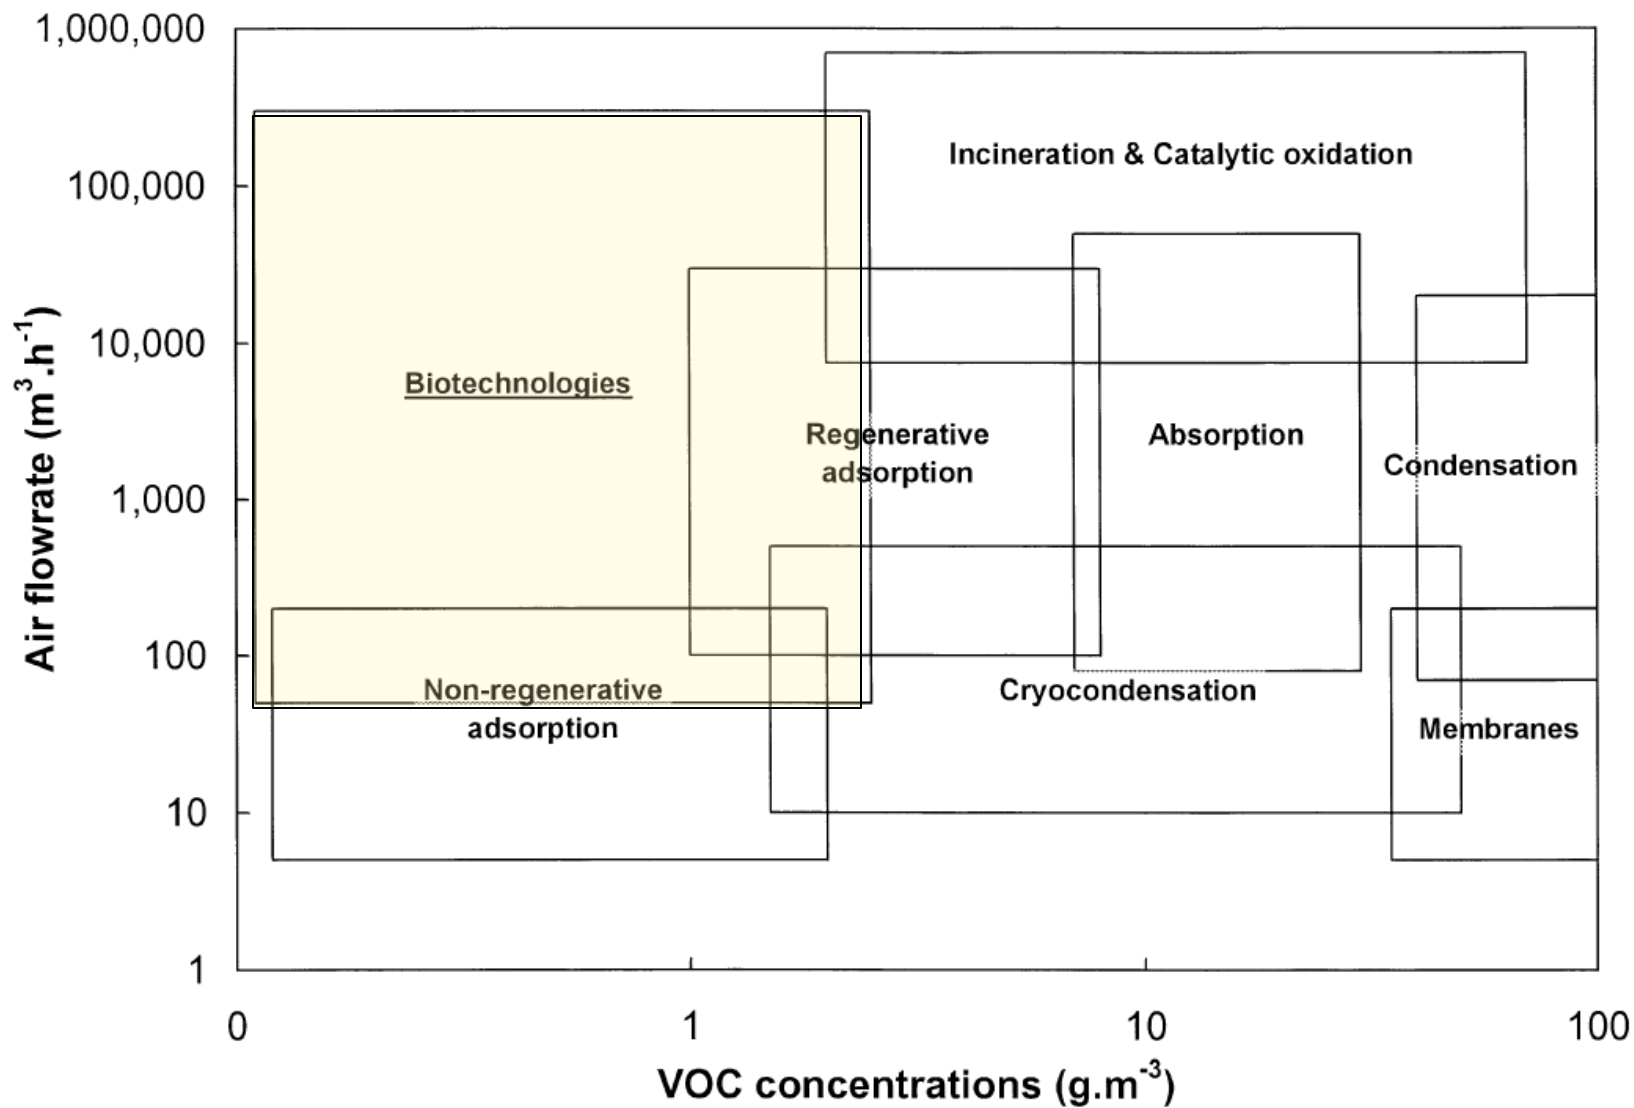 1,000,000
Incineration & Catalytic oxidation
100,000
10,000
Biotechnologies
Regenerative
adsorption
Absorption
Condensation
1,000
Air flowrate (m³.h⁻¹)
100
Non-regenerative
adsorption
Cryocondensation
Membranes
10
1
0 1 10 100
VOC concentrations (g.m⁻³)